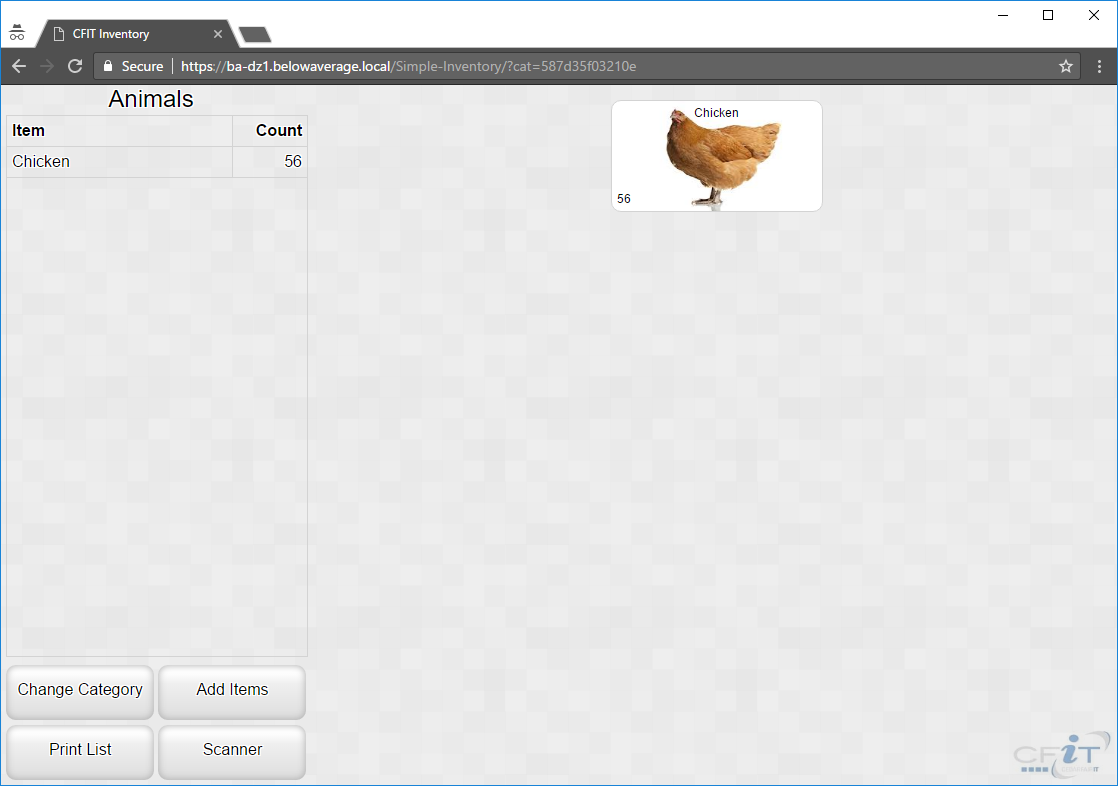 CFIT Inventory
Secure https://ba-dz1.belowaverage.local/Simple-Inventory/?cat=587d35f03210e
Animals
Item Count
Chicken 56
Chicken
56
Change Category Add Items
Print List Scanner
CFiT